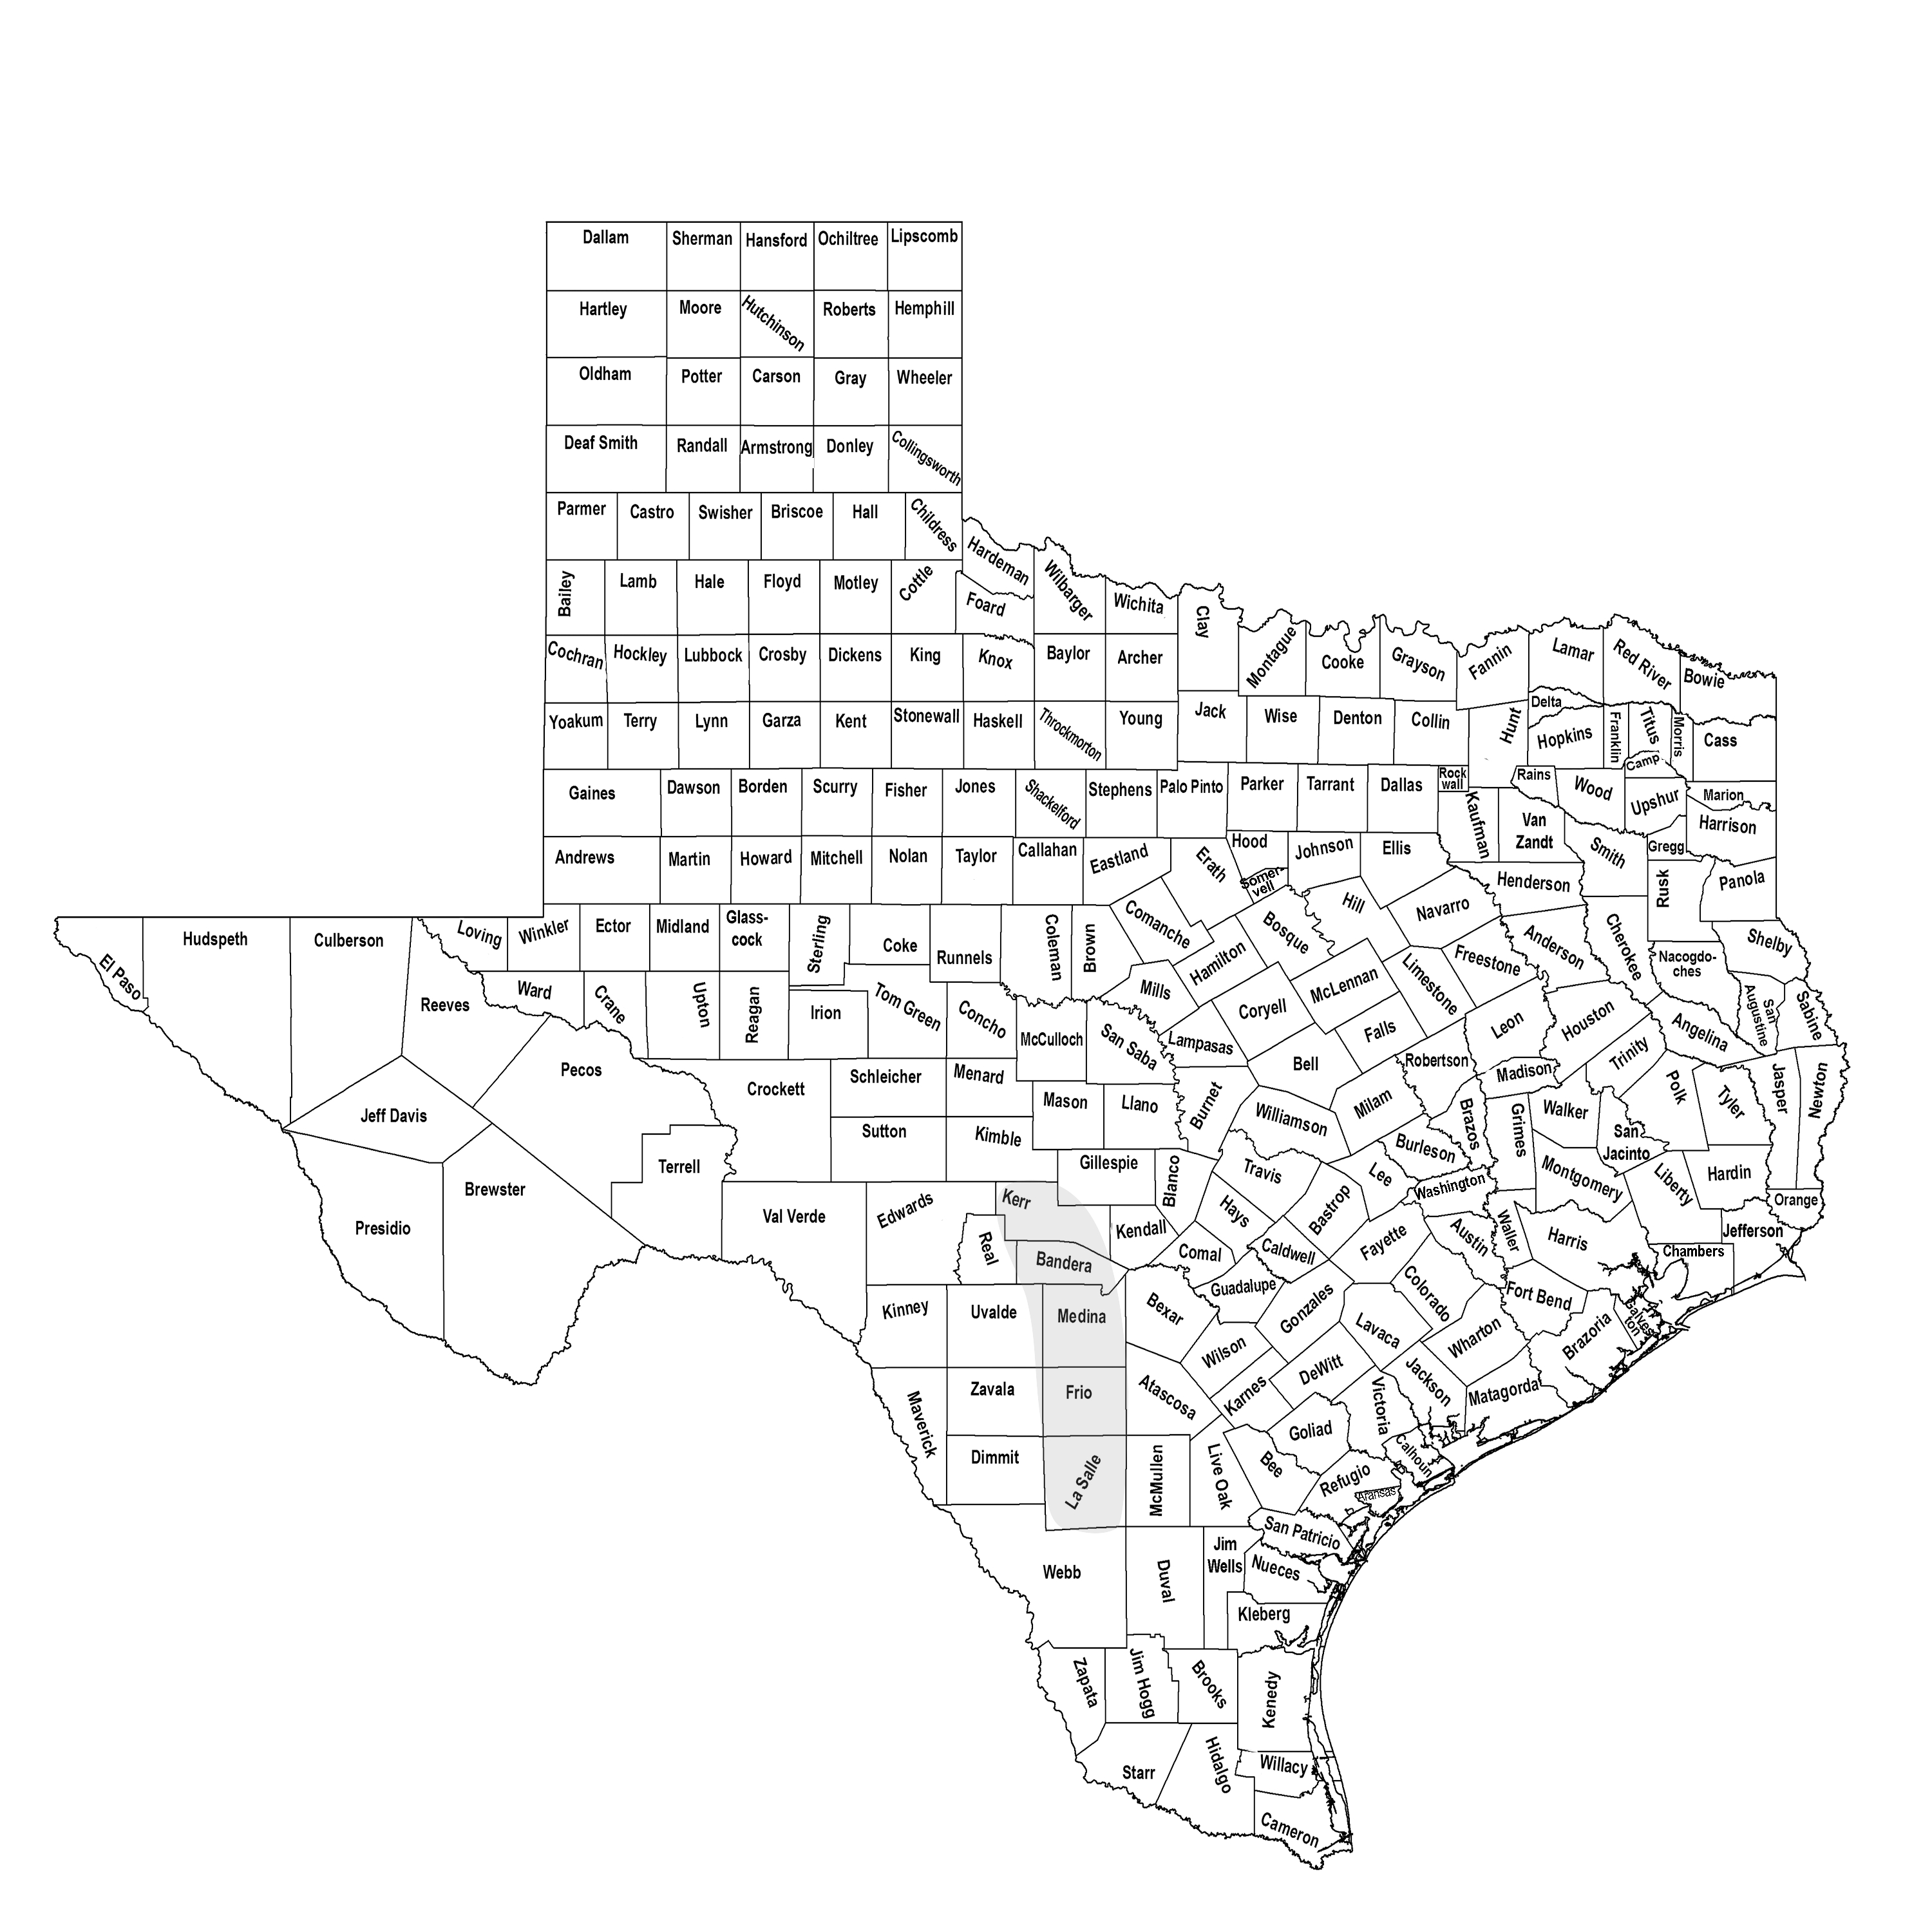 Dallam
Sherman
Hansford
Ochiltree
Lipscomb
Hartley
Moore
Hutchinson
Roberts
Hemphill
Oldham
Potter
Carson
Gray
Wheeler
Deaf Smith
Randall
Armstrong
Donley
Collingsworth
Parmer
Castro
Swisher
Briscoe
Hall
Childress
Hardeman
Bailey
Lamb
Hale
Floyd
Motley
Cottle
Foard
Wilbarger
Wichita
Clay
Montague
Cooke
Grayson
Fannin
Lamar
Red River
Bowie
Cochran
Hockley
Lubbock
Crosby
Dickens
King
Knox
Baylor
Archer
Yoakum
Terry
Lynn
Garza
Kent
Stonewall
Haskell
Throckmorton
Young
Jack
Wise
Denton
Collin
Hunt
Delta
Hopkins
Franklin
Titus
Morris
Cass
Camp
Gaines
Dawson
Borden
Scurry
Fisher
Jones
Shackelford
Stephens
Palo Pinto
Parker
Tarrant
Dallas
Rock
wall
Rains
Wood
Upshur
Marion
Kaufman
Van
Zandt
Harrison
Andrews
Martin
Howard
Mitchell
Nolan
Taylor
Callahan
Eastland
Erath
Hood
Somer-
vell
Johnson
Ellis
Henderson
Smith
Gregg
Rusk
Panola
El Paso
Hudspeth
Culberson
Loving
Winkler
Ector
Midland
Glass-
cock
Sterling
Coke
Runnels
Coleman
Brown
Comanche
Hamilton
Bosque
Hill
Navarro
Freestone
Anderson
Cherokee
Nacogdo-
ches
Shelby
Reeves
Ward
Crane
Upton
Reagan
Irion
Tom Green
Concho
McCulloch
San Saba
Mills
Lampasas
Coryell
McLennan
Limestone
Falls
Leon
Houston
Angelina
San
Augustine
Sabine
Jeff Davis
Pecos
Crockett
Schleicher
Menard
Mason
Llano
Burnet
Bell
Milam
Robertson
Madison
Trinity
Polk
Tyler
Jasper
Newton
Presidio
Brewster
Terrell
Sutton
Kimble
Gillespie
Blanco
Williamson
Travis
Lee
Burleson
Brazos
Grimes
Walker
San
Jacinto
Montgomery
Liberty
Hardin
Orange
Val Verde
Edwards
Kerr
Real
Bandera
Kendall
Hays
Comal
Caldwell
Bastrop
Washington
Fayette
Austin
Waller
Harris
Chambers
Jefferson
Kinney
Uvalde
Medina
Bexar
Guadalupe
Gonzales
Colorado
Fort Bend
Brazoria
Galves-
ton
Wilson
Lavaca
Wharton
Maverick
Zavala
Frio
Atascosa
Karnes
DeWitt
Victoria
Jackson
Matagorda
Dimmit
La Salle
McMullen
Live Oak
Bee
Goliad
Refugio
Calhoun
Aransas
San Patricio
Webb
Duval
Jim
Wells
Nueces
Kleberg
Zapata
Jim Hogg
Brooks
Kenedy
Starr
Hidalgo
Willacy
Cameron